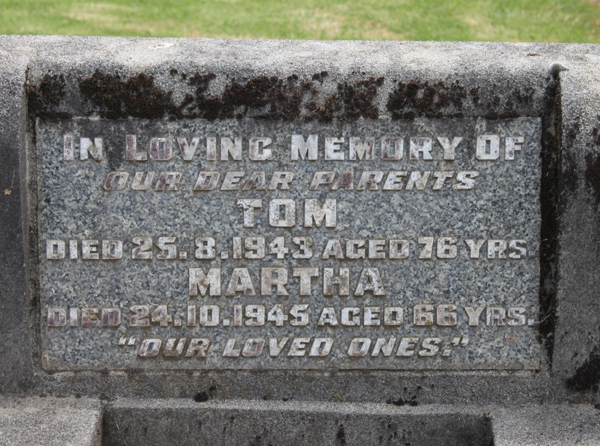 IN LOVING MEMORY OF
OUR DEAR PARENTS
TOM
DIED 25.8.1943 AGED 76 YRS.
MARTHA
DIED 24.10.1945 AGED 66 YRS.
"OUR LOVED ONES."